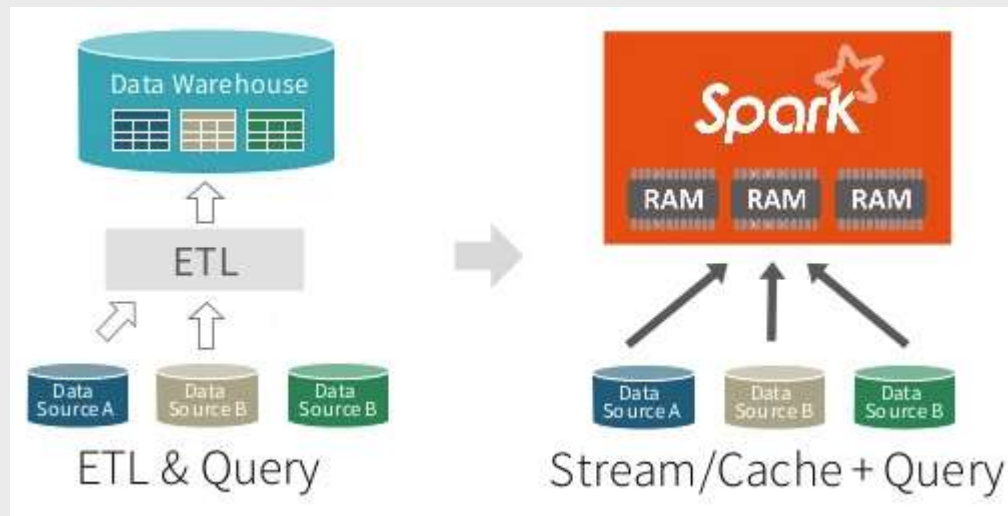 Data Warehouse
ETL
Data
Source A
Data
Source B
Data
Source B
ETL & Query
Spark
RAM RAM RAM
Data
Source A
Data
Source B
Data
Source B
Stream/Cache + Query